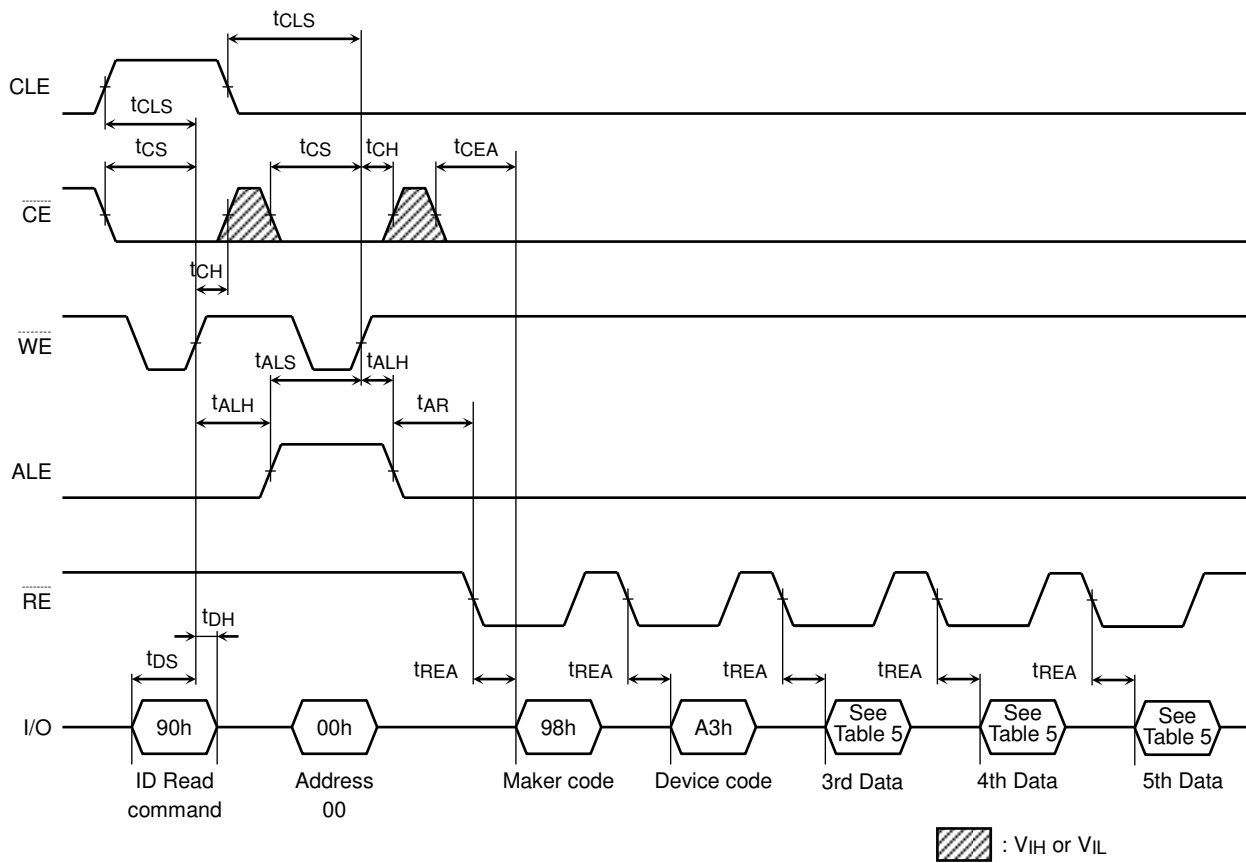 tCLS
CLE
tCLS
tCS tCS tCH tCEA
CE
tCH
WE
tALS tALH
tALH tAR
ALE
RE
tDH
tDS tREA tREA tREA tREA tREA
I/O 90h 00h 98h A3h See Table 5 See Table 5 See Table 5
ID Read command Address 00 Maker code Device code 3rd Data 4th Data 5th Data
: VIH or VIL